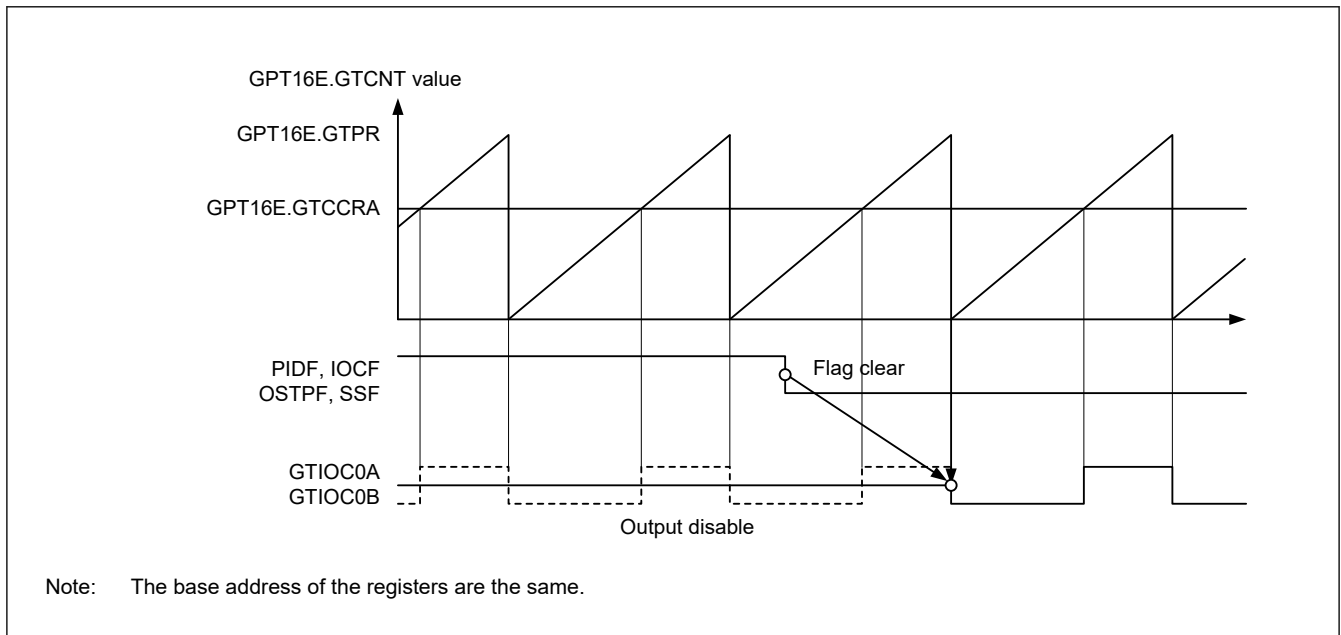 GPT16E.GTCNT value
GPT16E.GTPR
GPT16E.GTCCRA
PIDF, IOCF
OSTPF, SSF
Flag clear
GTIOC0A
GTIOC0B
Output disable
Note: The base address of the registers are the same.